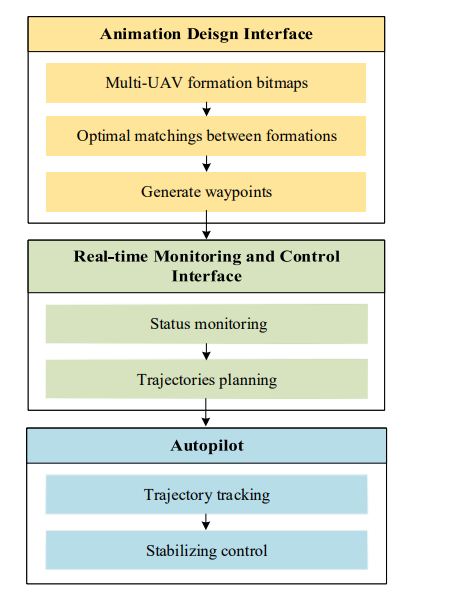 Animation Deisgn Interface
Multi-UAV formation bitmaps
Optimal matchings between formations
Generate waypoints
Real-time Monitoring and Control
Interface
Status monitoring
Trajectories planning
Autopilot
Trajectory tracking
Stabilizing control